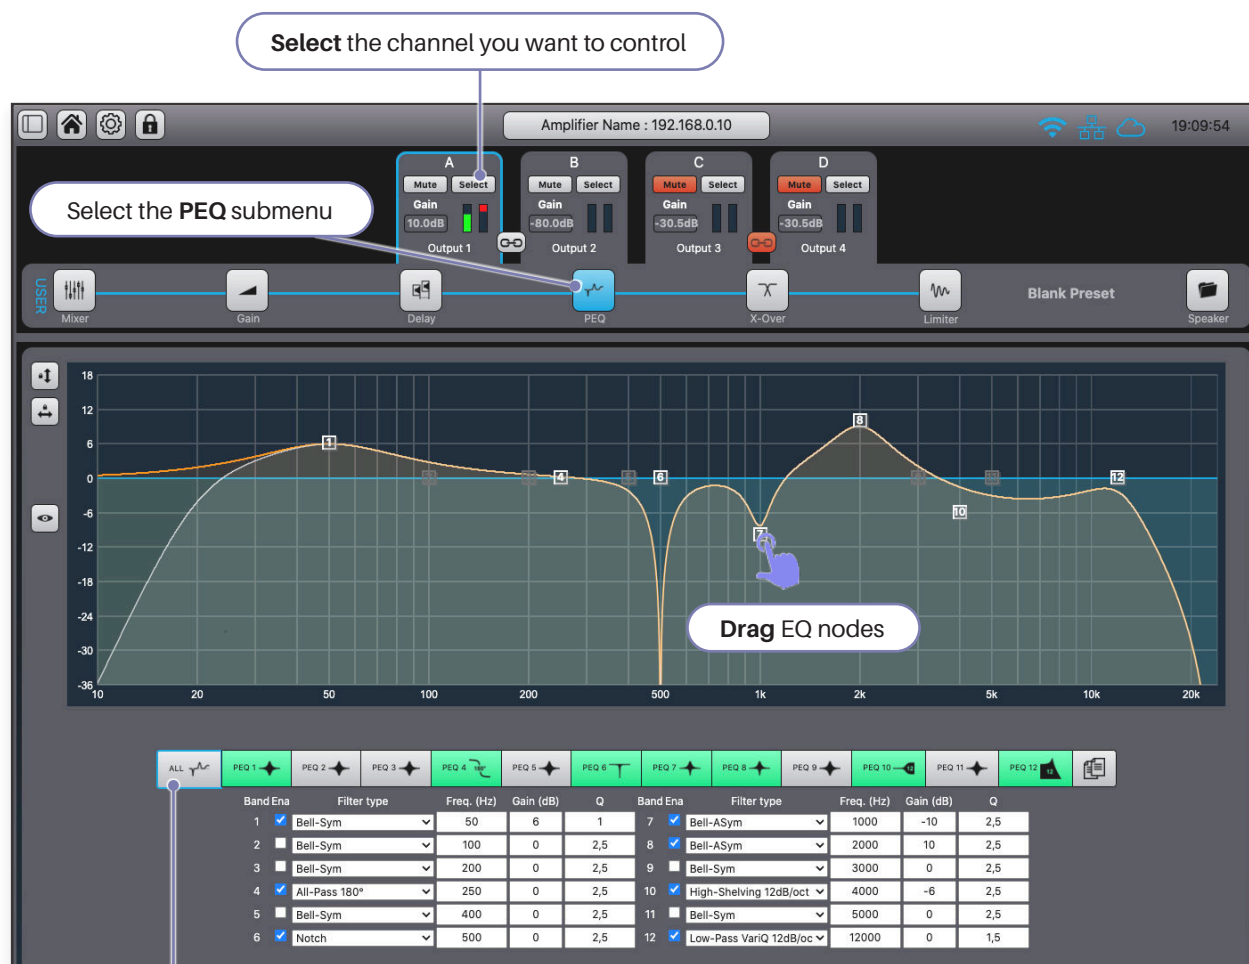 Select the channel you want to control
Amplifier Name : 192.168.0.10
19:09:54
A B C D
Mute Select Mute Select Mute Select Mute Select
Gain Gain Gain Gain
10.0dB -80.0dB -30.5dB -30.5dB
Output 1 Output 2 Output 3 Output 4
Select the PEQ submenu
USER
Mixer Gain Delay PEQ X-Over Limiter Blank Preset Speaker
18
12
6
0
-6
-12
-18
-24
-30
-36
1 4 6 7 8 10 12
Drag EQ nodes
10 20 50 100 200 500 1k 2k 5k 10k 20k
ALL PEQ 1 PEQ 2 PEQ 3 PEQ 4 180° PEQ 5 PEQ 6 PEQ 7 PEQ 8 PEQ 9 PEQ 10 12 PEQ 11 PEQ 12 12
Band Ena Filter type Freq. (Hz) Gain (dB) Q Band Ena Filter type Freq. (Hz) Gain (dB) Q
1 Bell-Sym 50 6 1 7 Bell-ASym 1000 -10 2,5
2 Bell-Sym 100 0 2,5 8 Bell-ASym 2000 10 2,5
3 Bell-Sym 200 0 2,5 9 Bell-Sym 3000 0 2,5
4 All-Pass 180° 250 0 2,5 10 High-Shelving 12dB/oct 4000 -6 2,5
5 Bell-Sym 400 0 2,5 11 Bell-Sym 5000 0 2,5
6 Notch 500 0 2,5 12 Low-Pass VariQ 12dB/oc 12000 0 1,5